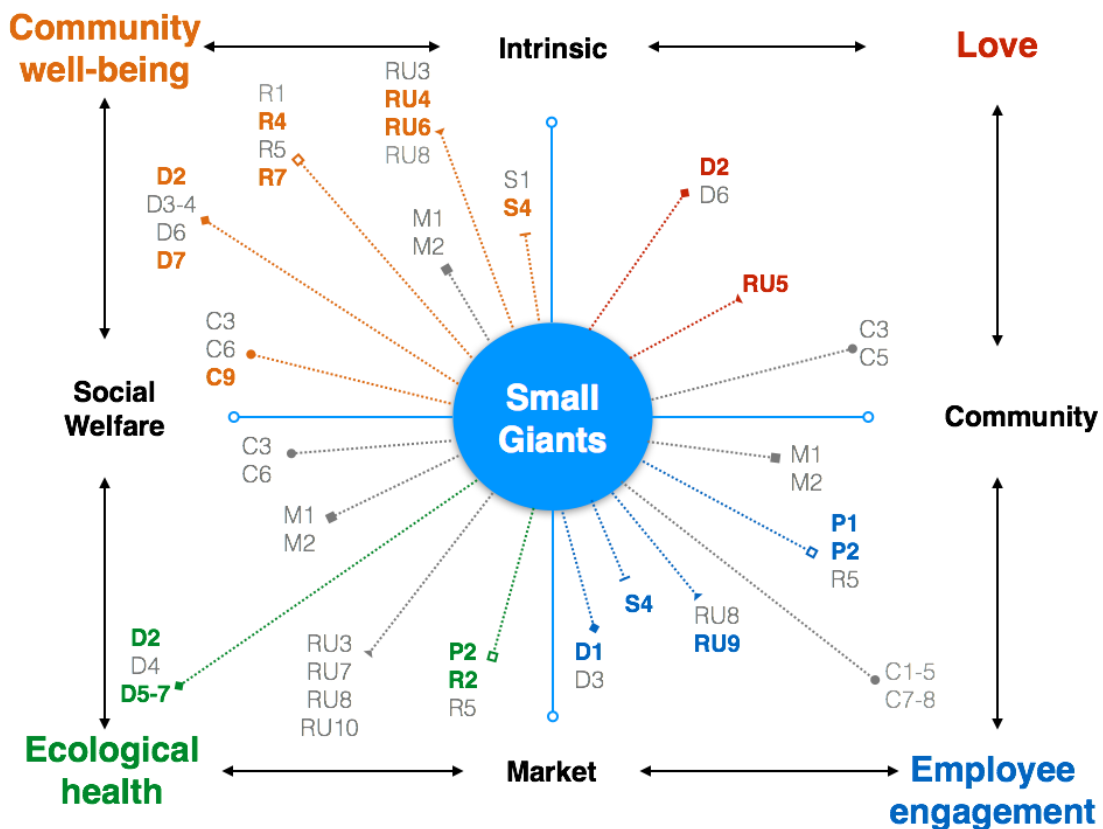 Community
well-being
Intrinsic
Love
RU3
RU4
RU6
RU8
R1
R4
R5
R7
D2
D3-4
D6
D7
S1
S4
M1
M2
D2
D6
RU5
C3
C6
C9
C3
C5
Social
Welfare
Small
Giants
Community
C3
C6
M1
M2
M1
M2
P1
P2
R5
S4
RU8
RU9
D2
D4
D5-7
RU3
RU7
RU8
RU10
P2
R2
R5
D1
D3
C1-5
C7-8
Ecological
health
Market
Employee
engagement